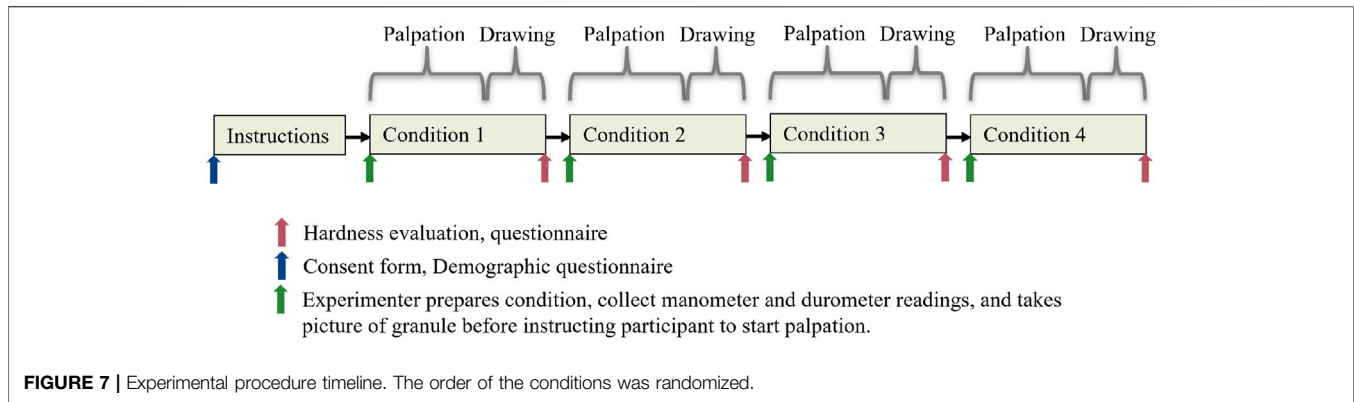 Palpation Drawing Palpation Drawing Palpation Drawing Palpation Drawing
Instructions Condition 1 Condition 2 Condition 3 Condition 4
Hardness evaluation, questionnaire
Consent form, Demographic questionnaire
Experimenter prepares condition, collect manometer and durometer readings, and takes
picture of granule before instructing participant to start palpation.
FIGURE 7 | Experimental procedure timeline. The order of the conditions was randomized.